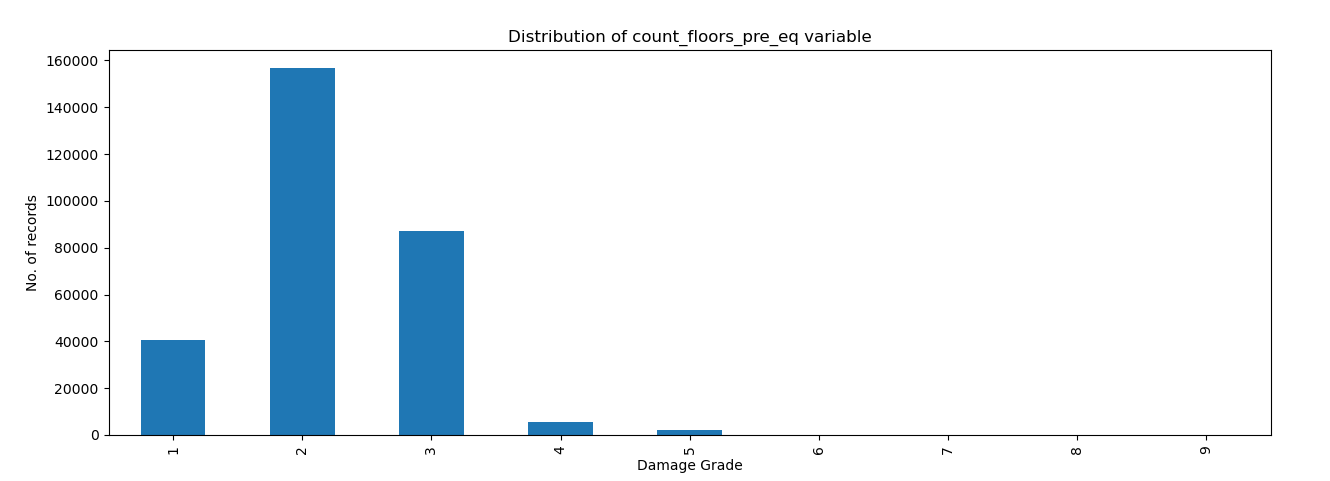 Distribution of count_floors_pre_eq variable
No. of records
160000
140000
120000
100000
80000
60000
40000
20000
0
1 2 3 4 5 6 7 8 9
Damage Grade